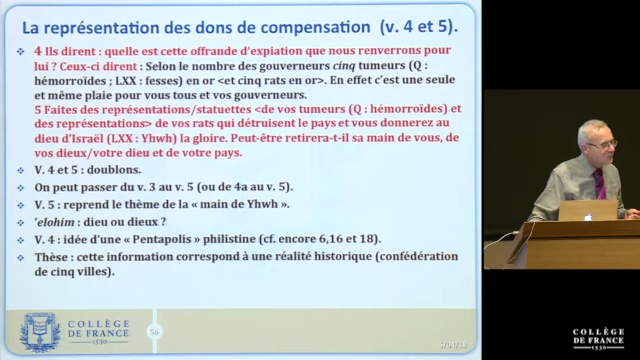 La représentation des dons de compensation (v. 4 et 5).
4 Ils dirent : quelle est cette offrande d'expiation que nous renverrons pour
lui ? Ceux-ci dirent : Selon le nombre des gouverneurs cinq tumeurs (Q :
hémorroïdes ; LXX : fesses) en or <et cinq rats en or>. En effet c'est une seule
et même plaie pour vous tous et vos gouverneurs.
5 Faites des représentations/statuettes <de vos tumeurs (Q : hémorroïdes) et
des représentations> de vos rats qui détruisent le pays et vous donnerez au
dieu d'Israël (LXX : Yhwh) la gloire. Peut-être retirera-t-il sa main de vous, de
vos dieux/votre dieu et de votre pays.
V. 4 et 5 : doublons.
On peut passer du v. 3 au v. 5 (ou de 4a au v. 5).
V. 5 : reprend le thème de la « main de Yhwh ».
'elohim : dieu ou dieux ?
V. 4 : idée d'une « Pentapolis » philistine (cf. encore 6,16 et 18).
Thèse : cette information correspond à une réalité historique (confédération
de cinq villes).
COLLÈGE
DE FRANCE
1530
56
COLLÈGE
DE FRANCE
1530